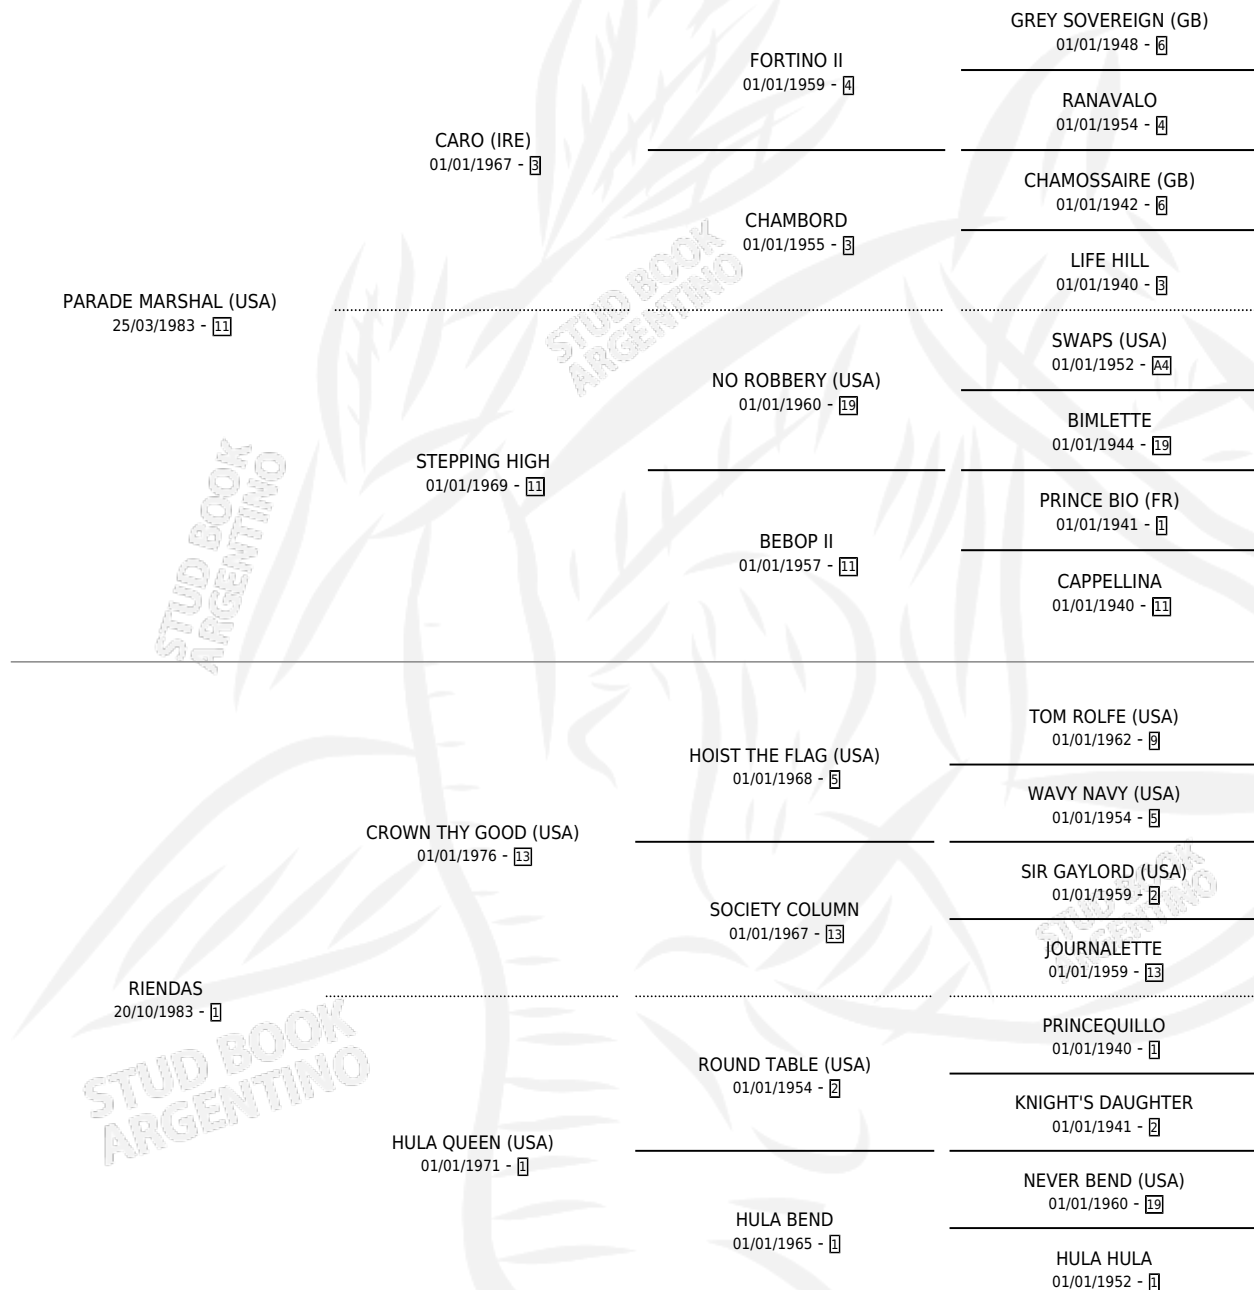 GREY SOVEREIGN (GB)
01/01/1948 - 6
FORTINO II
01/01/1959 - 4
RANAVALO
01/01/1954 - 4
CARO (IRE)
01/01/1967 - 3
CHAMOSSAIRE (GB)
01/01/1942 - 6
CHAMBORD
01/01/1955 - 3
LIFE HILL
01/01/1940 - 3
PARADE MARSHAL (USA)
25/03/1983 - 11
SWAPS (USA)
01/01/1952 - A4
NO ROBBERY (USA)
01/01/1960 - 19
BIMLETTE
01/01/1944 - 19
STEPPING HIGH
01/01/1969 - 11
PRINCE BIO (FR)
01/01/1941 - 1
BEBOP II
01/01/1957 - 11
CAPPELLINA
01/01/1940 - 11
TOM ROLFE (USA)
01/01/1962 - 9
HOIST THE FLAG (USA)
01/01/1968 - 5
WAVY NAVY (USA)
01/01/1954 - 5
CROWN THY GOOD (USA)
01/01/1976 - 13
SIR GAYLORD (USA)
01/01/1959 - 2
SOCIETY COLUMN
01/01/1967 - 13
JOURNALETTE
01/01/1959 - 13
RIENDAS
20/10/1983 - 1
PRINCEQUILLO
01/01/1940 - 1
ROUND TABLE (USA)
01/01/1954 - 2
KNIGHT'S DAUGHTER
01/01/1941 - 2
HULA QUEEN (USA)
01/01/1971 - 1
NEVER BEND (USA)
01/01/1960 - 19
HULA BEND
01/01/1965 - 1
HULA HULA
01/01/1952 - 1
STUD BOOK
ARGENTINO
STUD BOOK
ARGENTINO
STUD BOOK
ARGENTINO
STUD BOOK
ARGENTINO